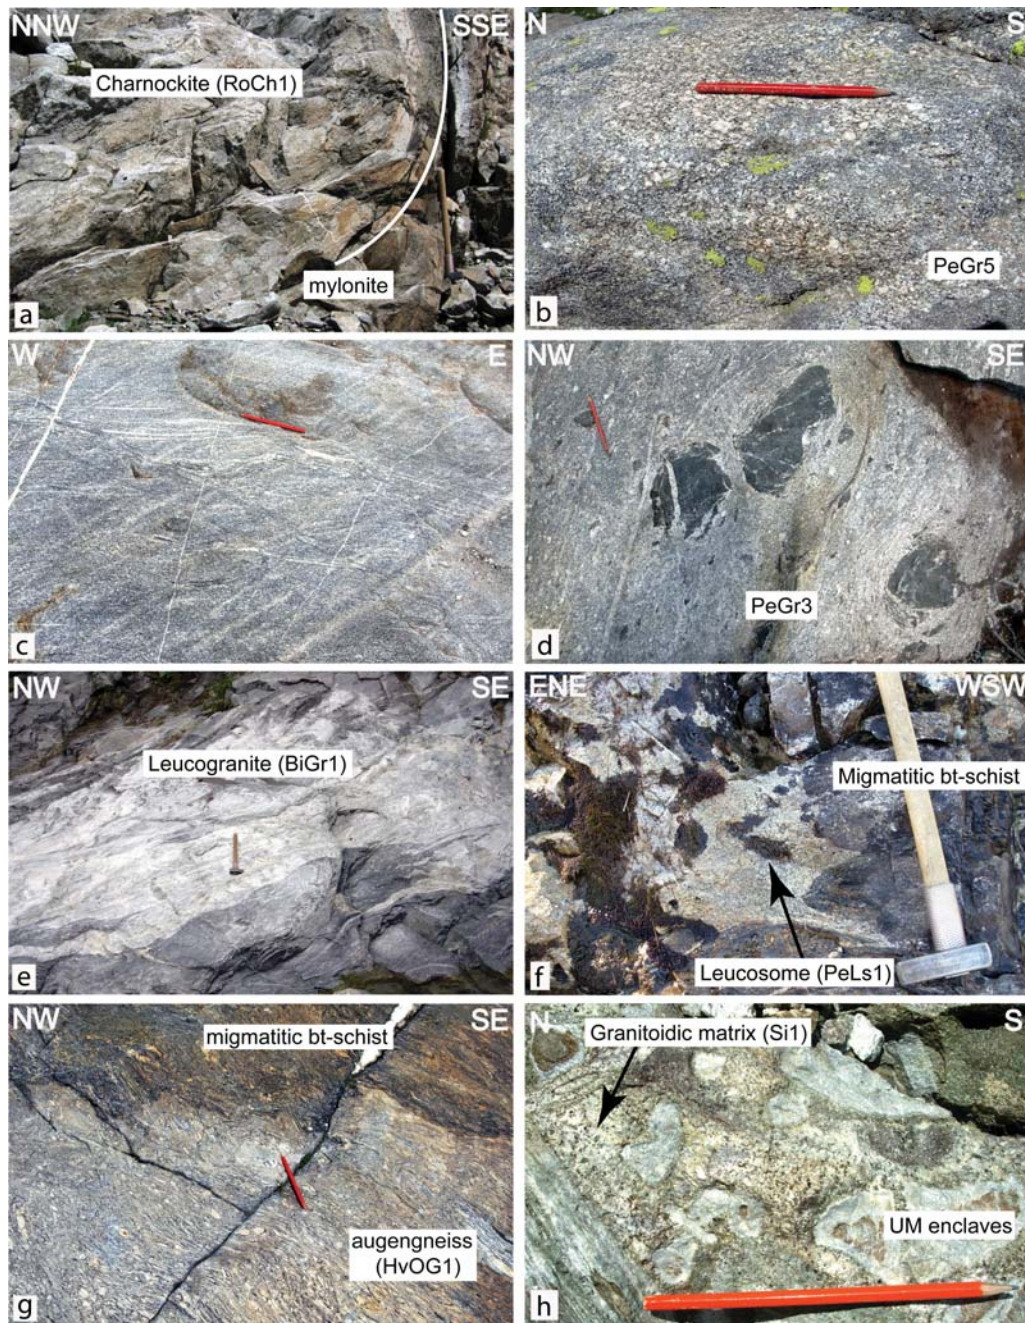 NNW SSE
Charnockite (RoCh1)
mylonite
a
N S
PeGr5
b
W E
c
NW SE
PeGr3
d
NW SE
Leucogranite (BiGr1)
e
ENE WSW
Migmatitic bt-schist
Leucosome (PeLs1)
f
NW SE
migmatitic bt-schist
augengneiss
(HvOG1)
g
N S
Granitoidic matrix (Si1)
UM enclaves
h